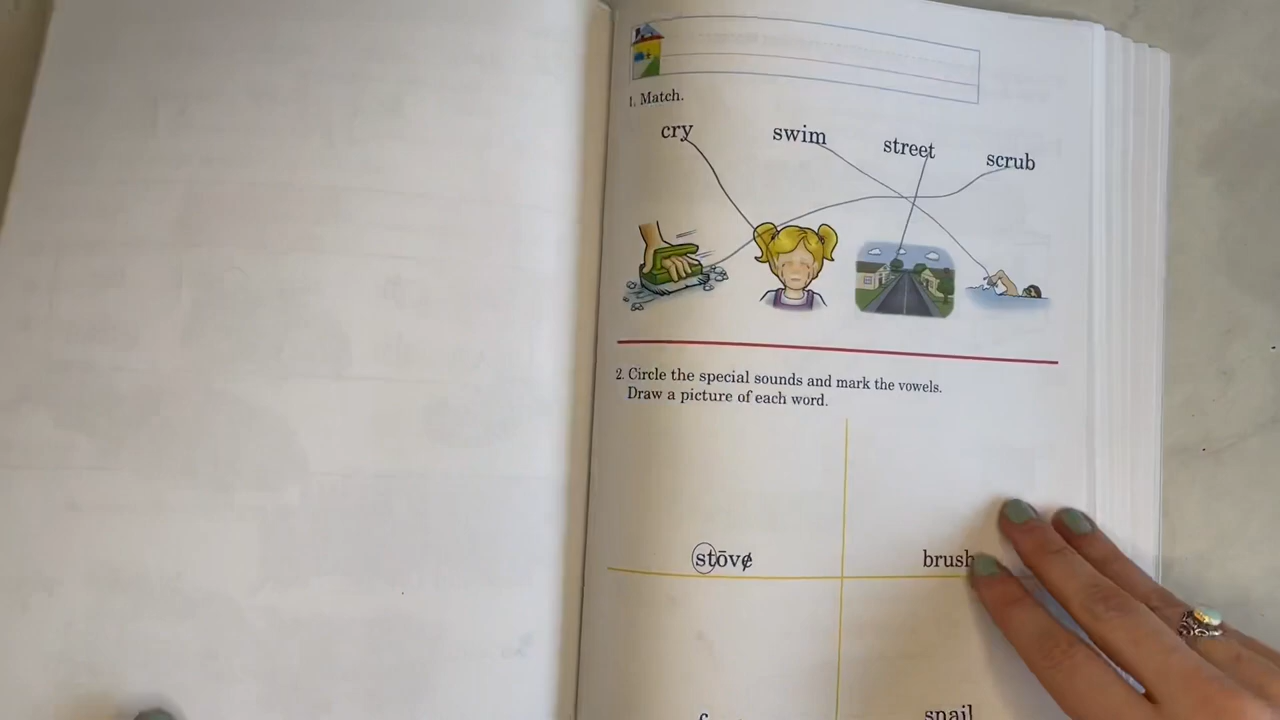 1. Match.
cry swim street scrub
2. Circle the special sounds and mark the vowels.
Draw a picture of each word.
stōve brush
snail